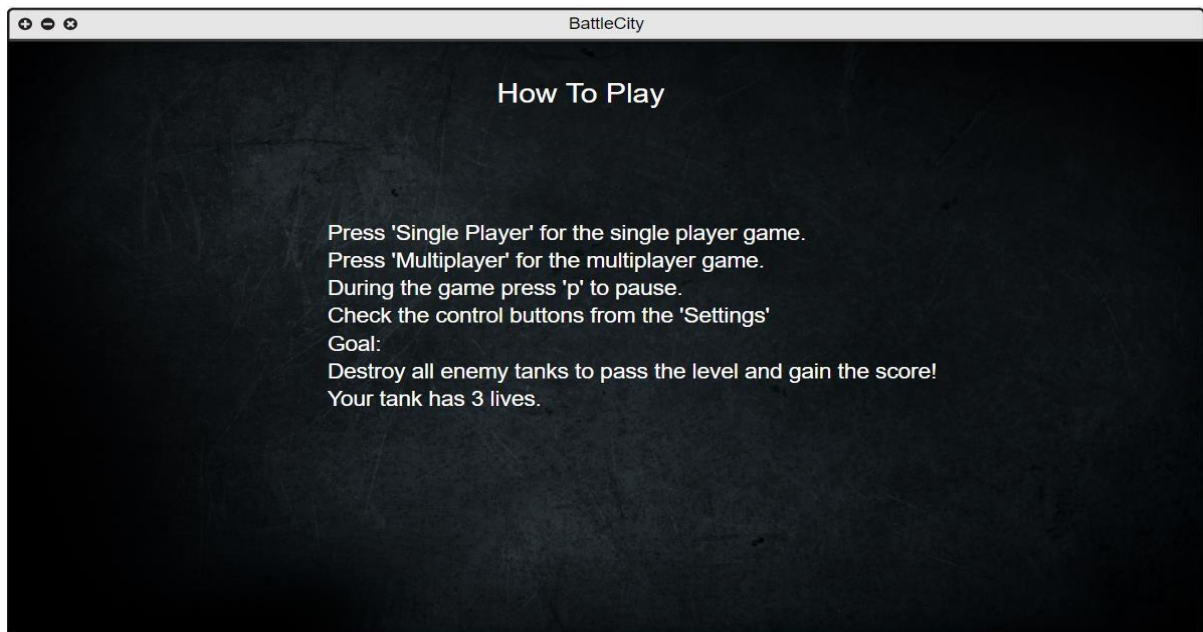 BattleCity
How To Play
Press 'Single Player' for the single player game.
Press 'Multiplayer' for the multiplayer game.
During the game press 'p' to pause.
Check the control buttons from the 'Settings'
Goal:
Destroy all enemy tanks to pass the level and gain the score!
Your tank has 3 lives.